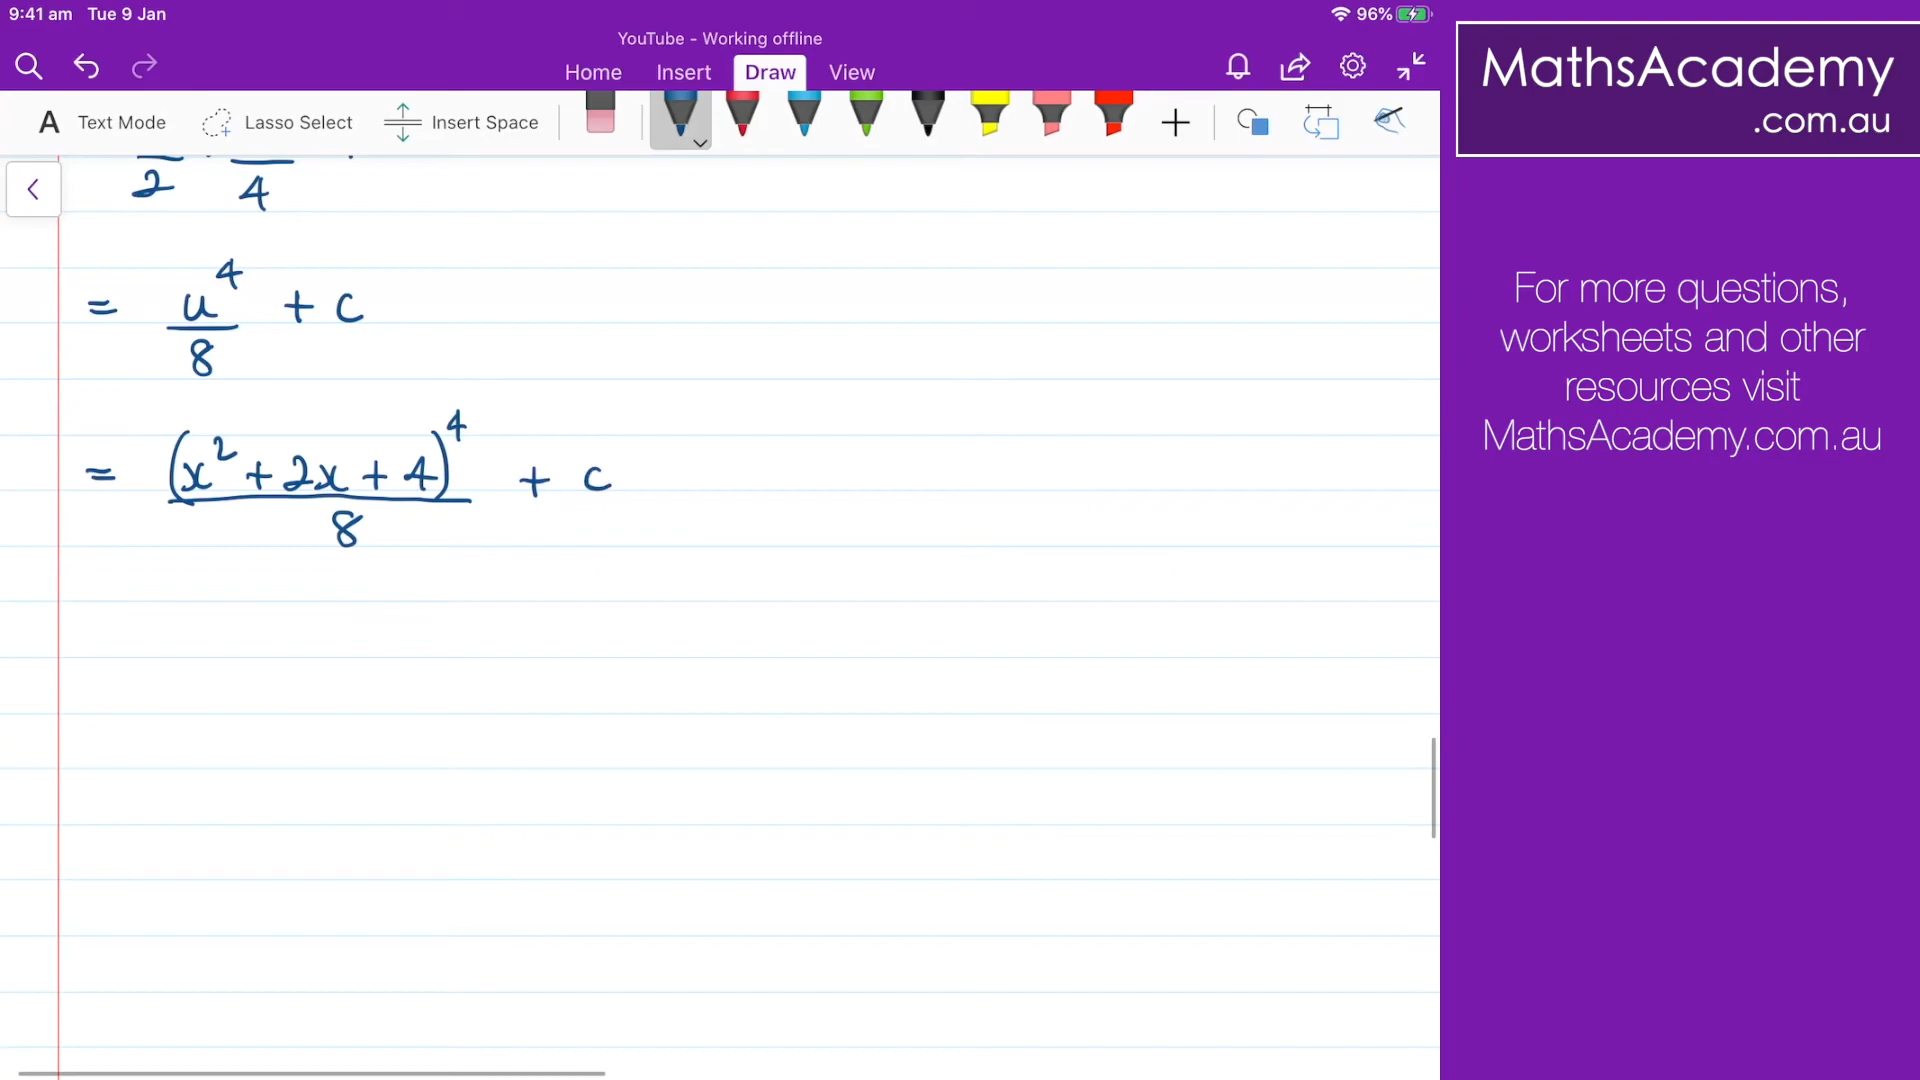 9:41 am Tue 9 Jan 96%
YouTube - Working offline
Home Insert Draw View
A Text Mode Lasso Select Insert Space
2 4
= u⁴/8 + c
= (x² + 2x + 4)⁴/8 + c
MathsAcademy
.com.au
For more questions,
worksheets and other
resources visit
MathsAcademy.com.au